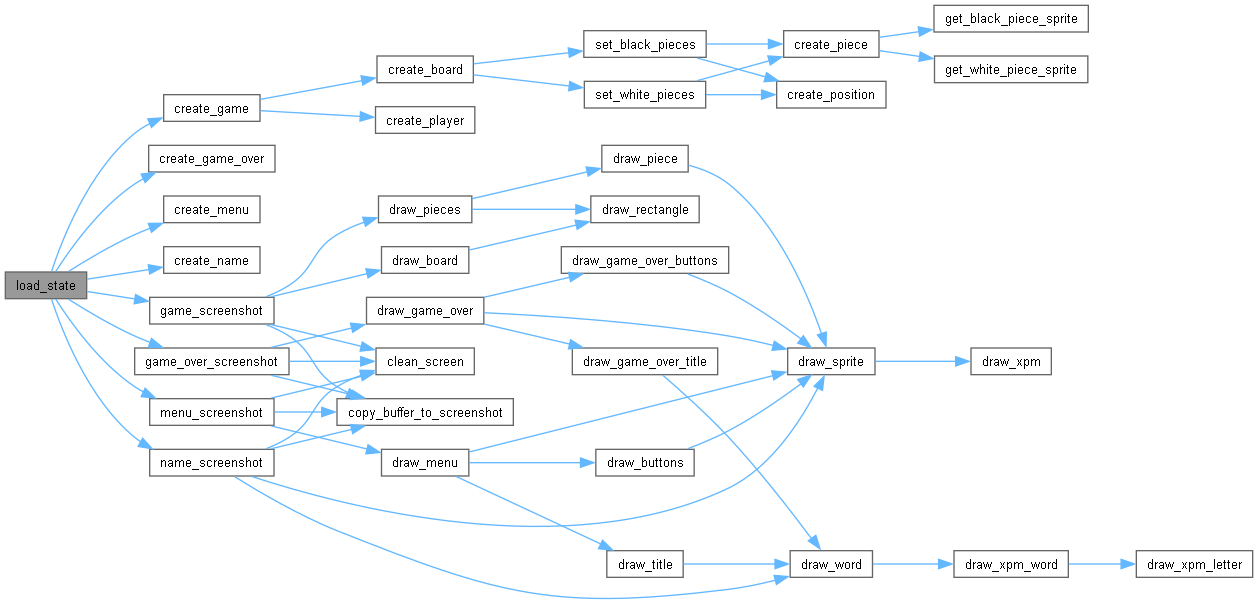 get_black_piece_sprite
set_black_pieces
create_piece
create_board
get_white_piece_sprite
set_white_pieces
create_position
create_game
create_player
create_game_over
draw_piece
create_menu
draw_pieces
draw_rectangle
create_name
draw_board
draw_game_over_buttons
load_state
game_screenshot
draw_game_over
game_over_screenshot
clean_screen
draw_game_over_title
draw_sprite
draw_xpm
menu_screenshot
copy_buffer_to_screenshot
name_screenshot
draw_menu
draw_buttons
draw_title
draw_word
draw_xpm_word
draw_xpm_letter